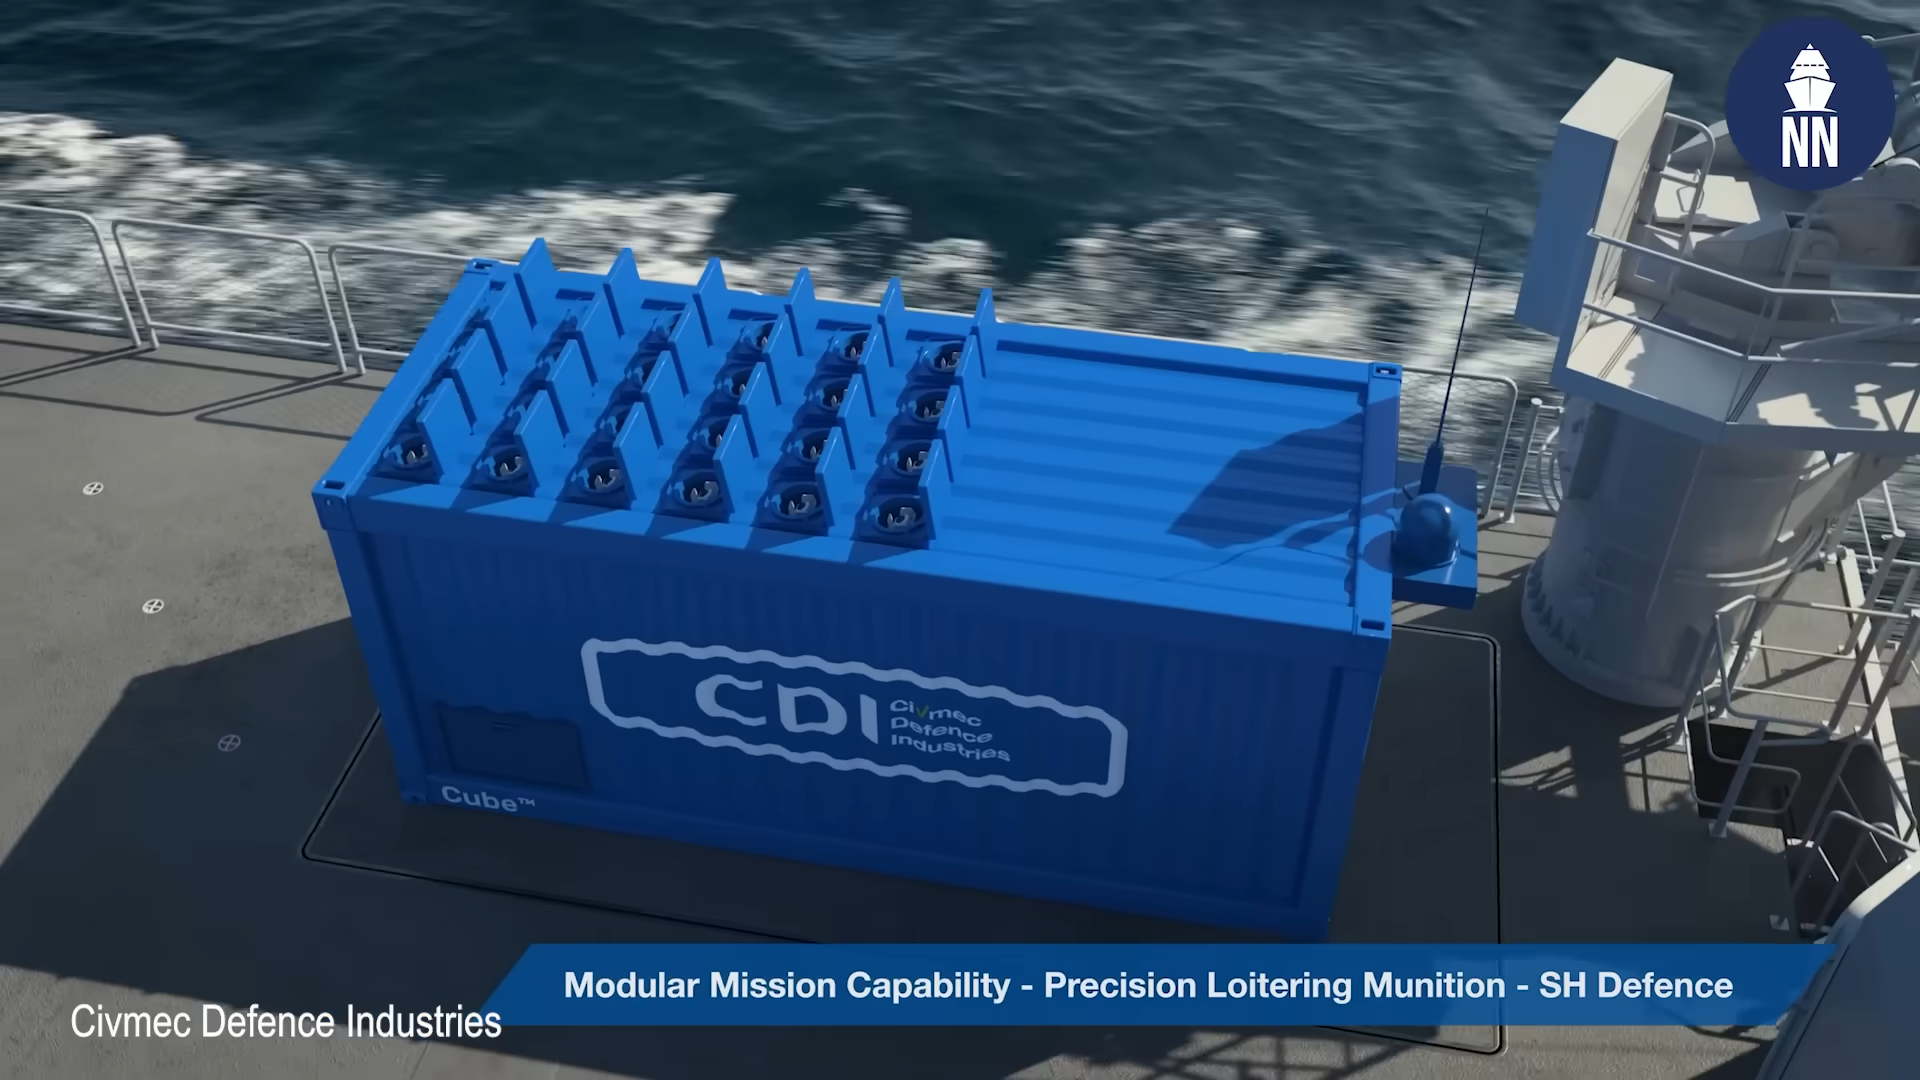 NN
CDI
Civmec
Defence
Industries
Cube™
Modular Mission Capability - Precision Loitering Munition - SH Defence
Civmec Defence Industries